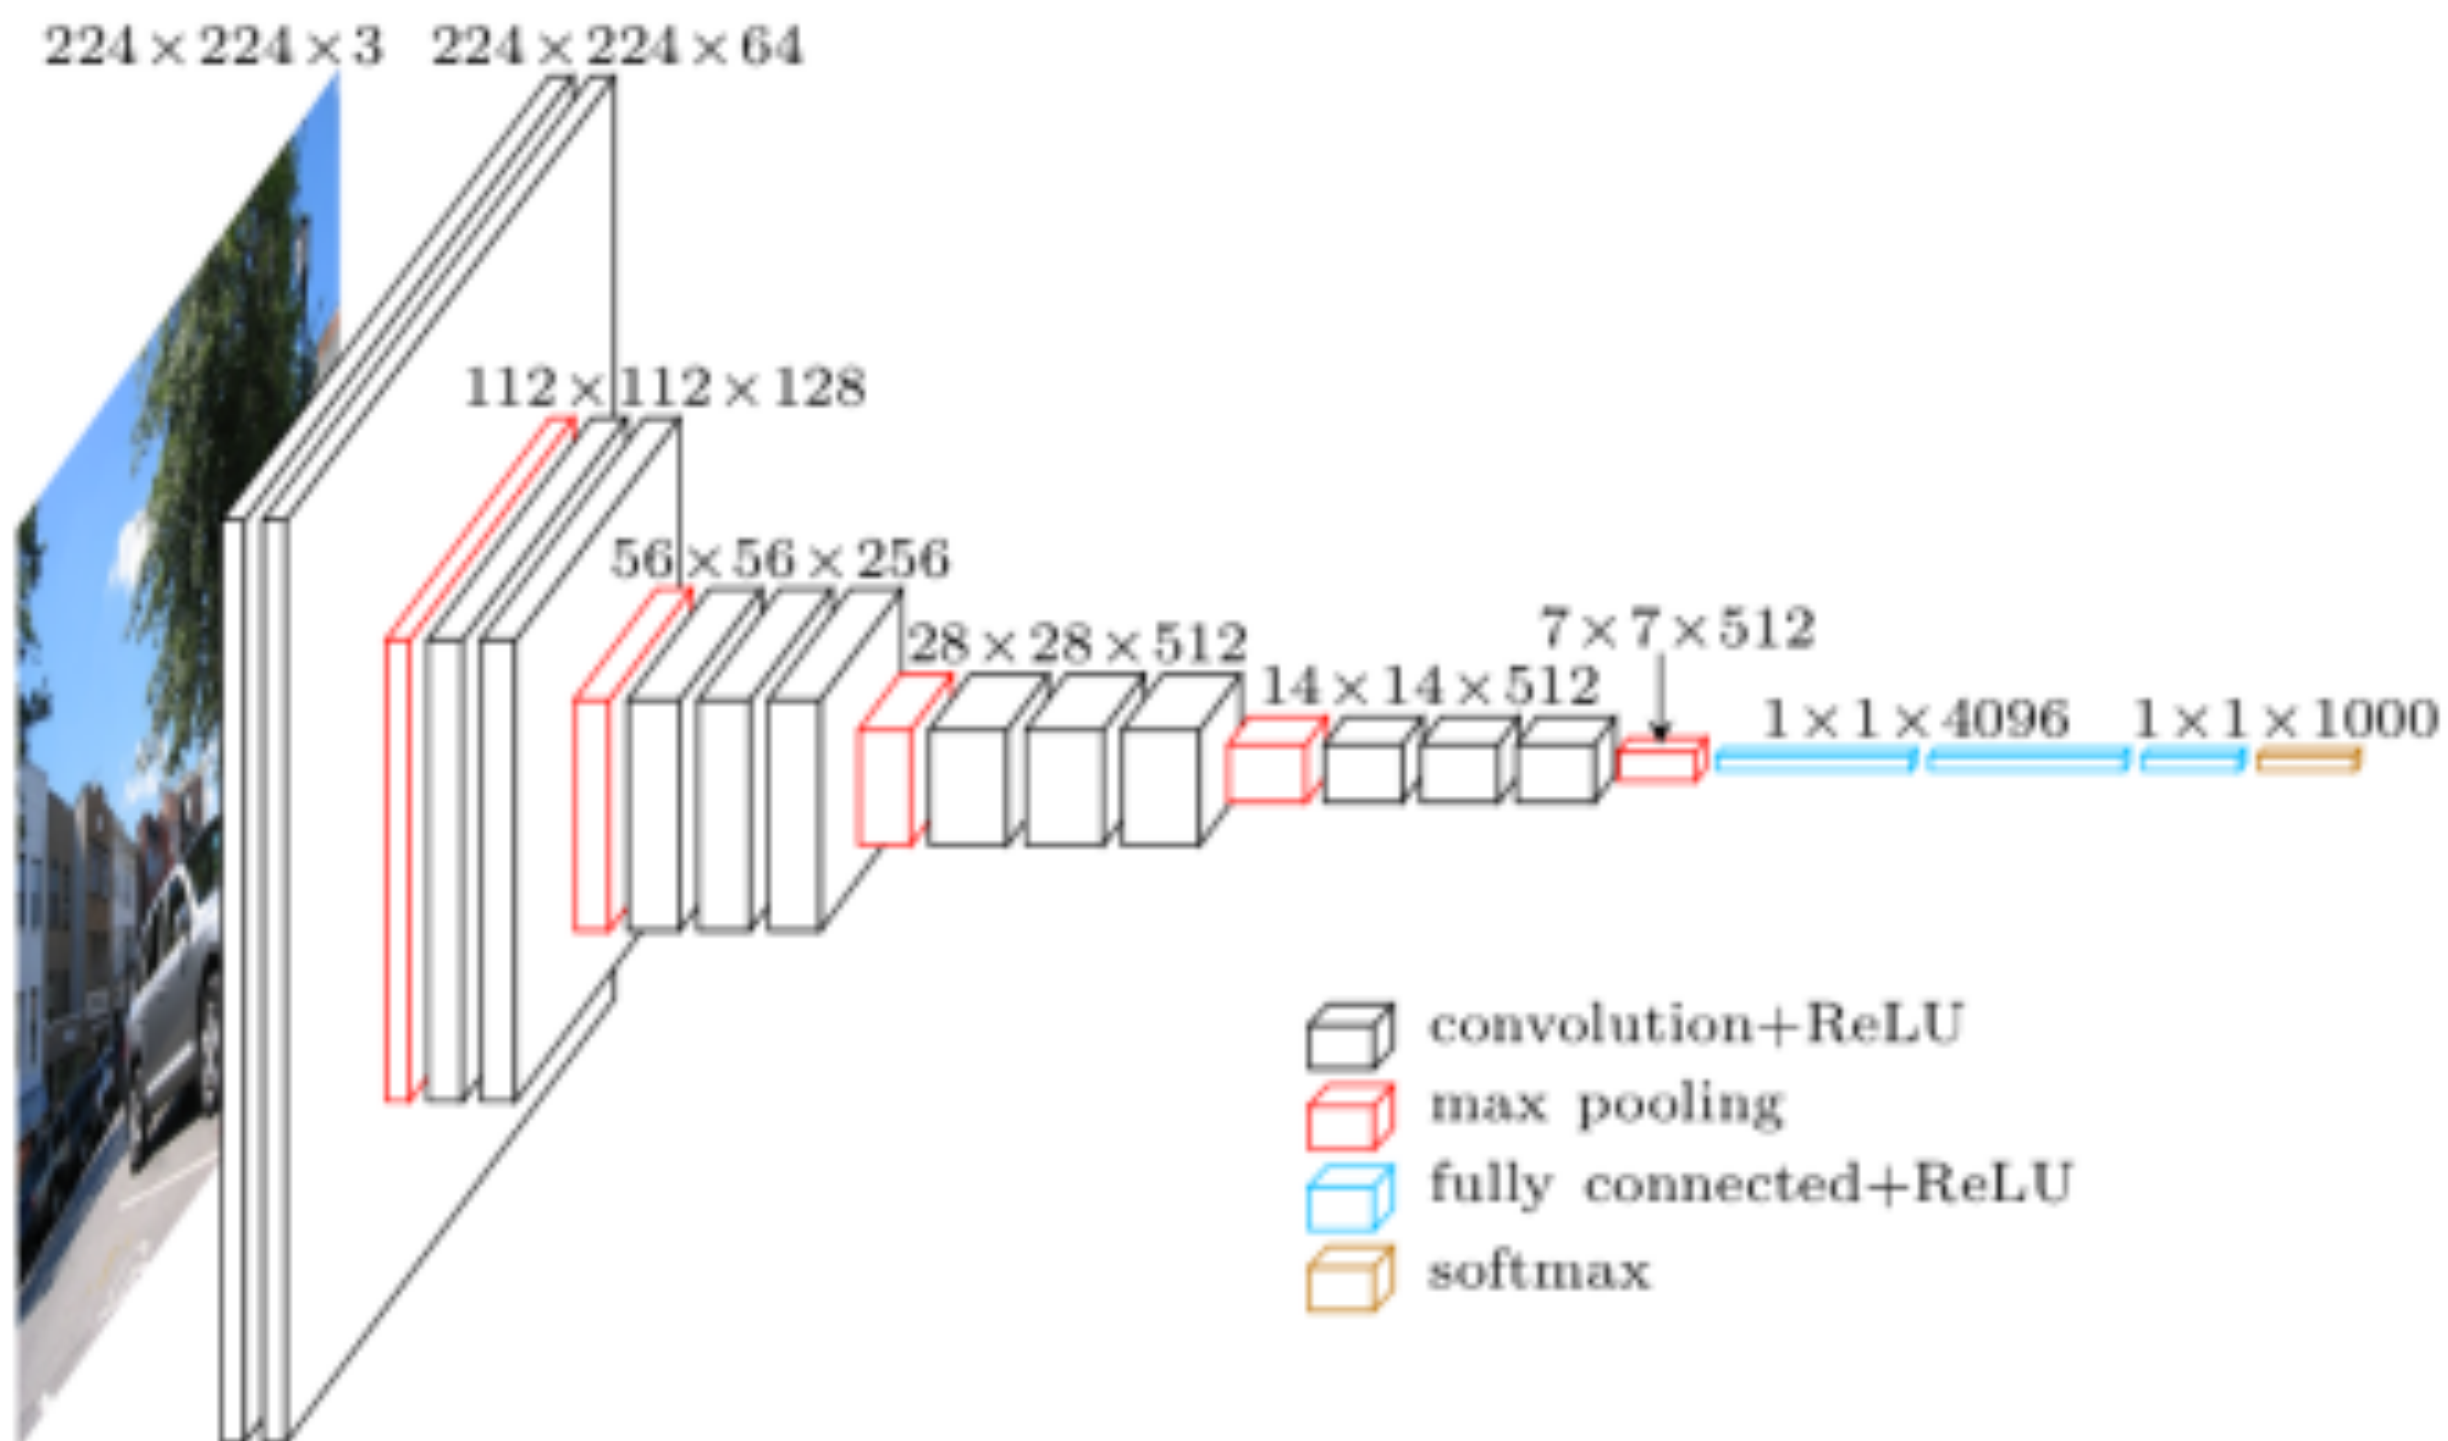 224×224×3
224×224×64
112×112×128
56×56×256
28×28×512
14×14×512
7×7×512
1×1×4096
1×1×1000
convolution+ReLU
max pooling
fully connected+ReLU
softmax